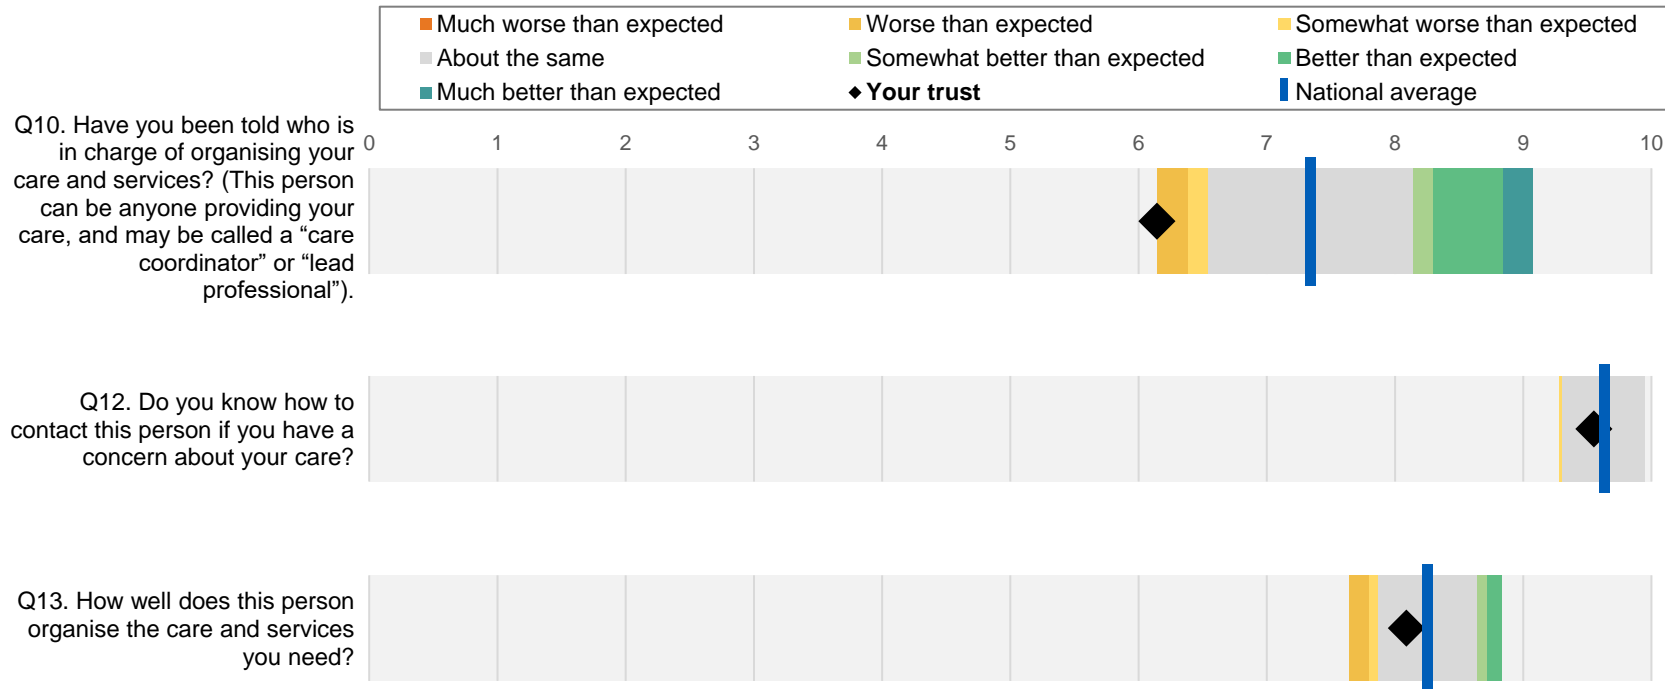 Much worse than expected
Worse than expected
Somewhat worse than expected
About the same
Somewhat better than expected
Better than expected
Much better than expected
Your trust
National average
0 1 2 3 4 5 6 7 8 9 10
Q10. Have you been told who is
in charge of organising your
care and services? (This person
can be anyone providing your
care, and may be called a “care
coordinator” or “lead
professional”).
Q12. Do you know how to
contact this person if you have a
concern about your care?
Q13. How well does this person
organise the care and services
you need?